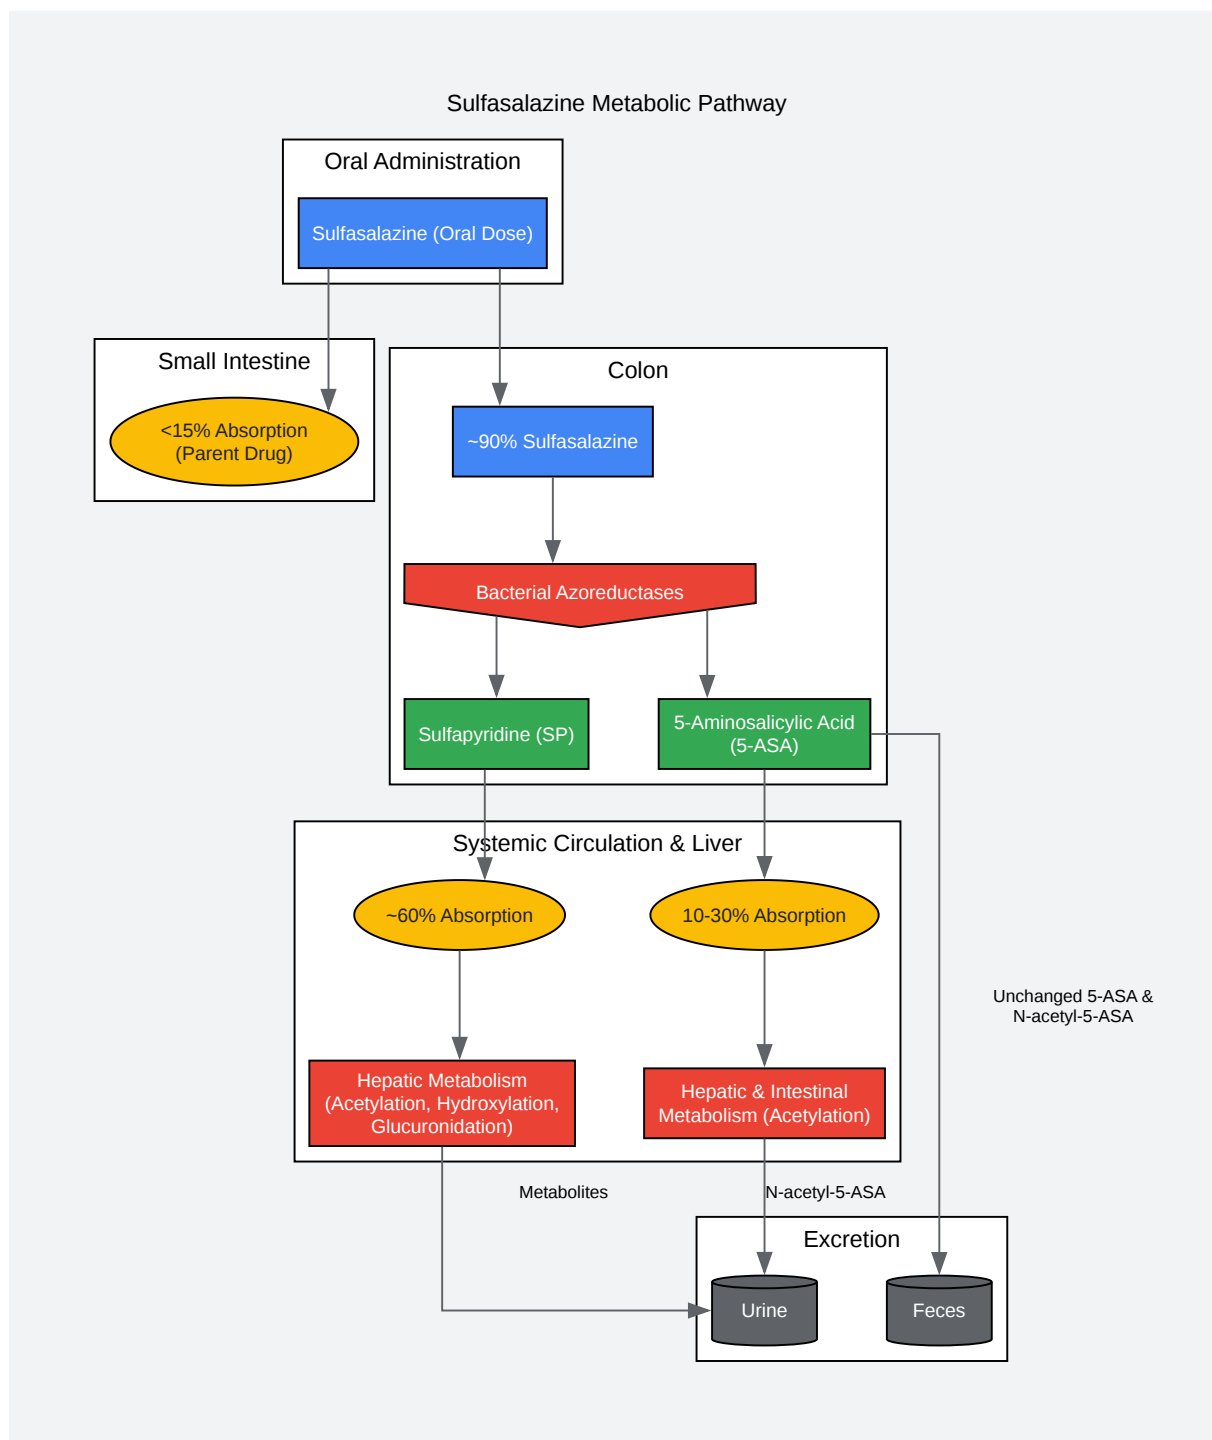 Sulfasalazine Metabolic Pathway
Oral Administration
Sulfasalazine (Oral Dose)
Small Intestine
<15% Absorption
(Parent Drug)
Colon
~90% Sulfasalazine
Bacterial Azoreductases
Sulfapyridine (SP)
5-Aminosalicylic Acid
(5-ASA)
Systemic Circulation & Liver
~60% Absorption
10-30% Absorption
Unchanged 5-ASA &
N-acetyl-5-ASA
Hepatic Metabolism
(Acetylation, Hydroxylation,
Glucuronidation)
Hepatic & Intestinal
Metabolism (Acetylation)
Metabolites
N-acetyl-5-ASA
Excretion
Urine
Feces